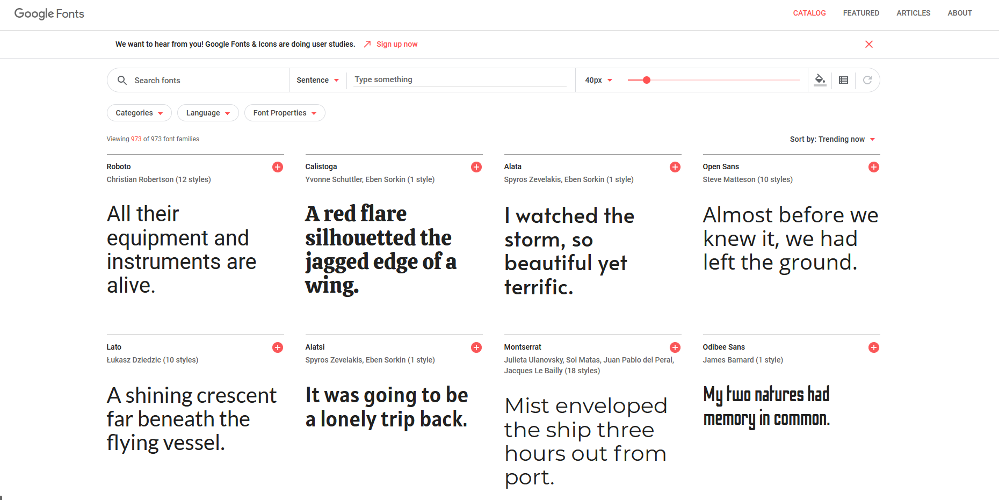 Google Fonts
CATALOG FEATURED ARTICLES ABOUT
We want to hear from you! Google Fonts & Icons are doing user studies. Sign up now
Search fonts Sentence Type something 40px
Categories Language Font Properties
Viewing 973 of 973 font families Sort by: Trending now
Roboto
Christian Robertson (12 styles)
All their
equipment and
instruments are
alive.
Calistoga
Yvonne Schuttler, Eben Sorkin (1 style)
A red flare
silhouetted the
jagged edge of a
wing.
Alata
Spyros Zevelakis, Eben Sorkin (1 style)
I watched the
storm, so
beautiful yet
terrific.
Open Sans
Steve Matteson (10 styles)
Almost before we
knew it, we had
left the ground.
Lato
Łukasz Dziedzic (10 styles)
A shining crescent
far beneath the
flying vessel.
Alatsi
Spyros Zevelakis, Eben Sorkin (1 style)
It was going to be
a lonely trip back.
Montserrat
Julieta Ulanovsky, Sol Matas, Juan Pablo del Peral,
Jacques Le Bailly (18 styles)
Mist enveloped
the ship three
hours out from
port.
Odibee Sans
James Barnard (1 style)
My two natures had
memory in common.